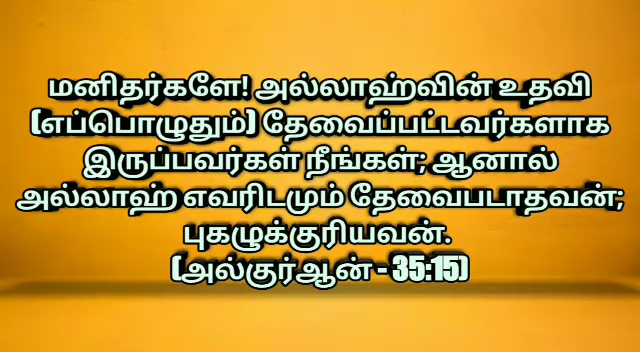 மனிதர்களே! அல்லாஹ்வின் உதவி
(எப்பொழுதும்) தேவைப்பட்டவர்களாக
இருப்பவர்கள் நீங்கள்; ஆனால்
அல்லாஹ் எவரிடமும் தேவைபடாதவன்;
புகழுக்குரியவன்.
(அல்குர்ஆன் - 35:15)